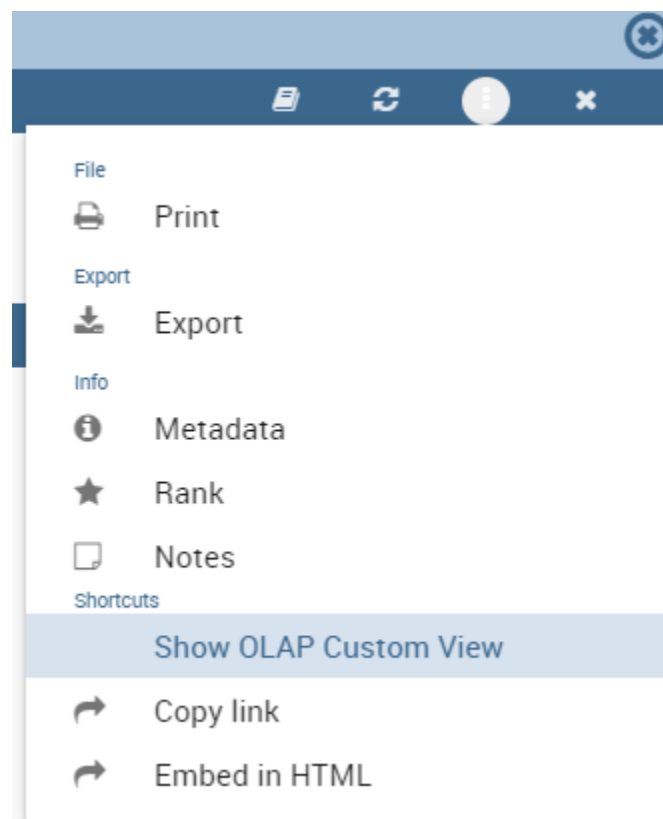 File
Print
Export
Export
Info
Metadata
Rank
Notes
Shortcuts
Show OLAP Custom View
Copy link
Embed in HTML